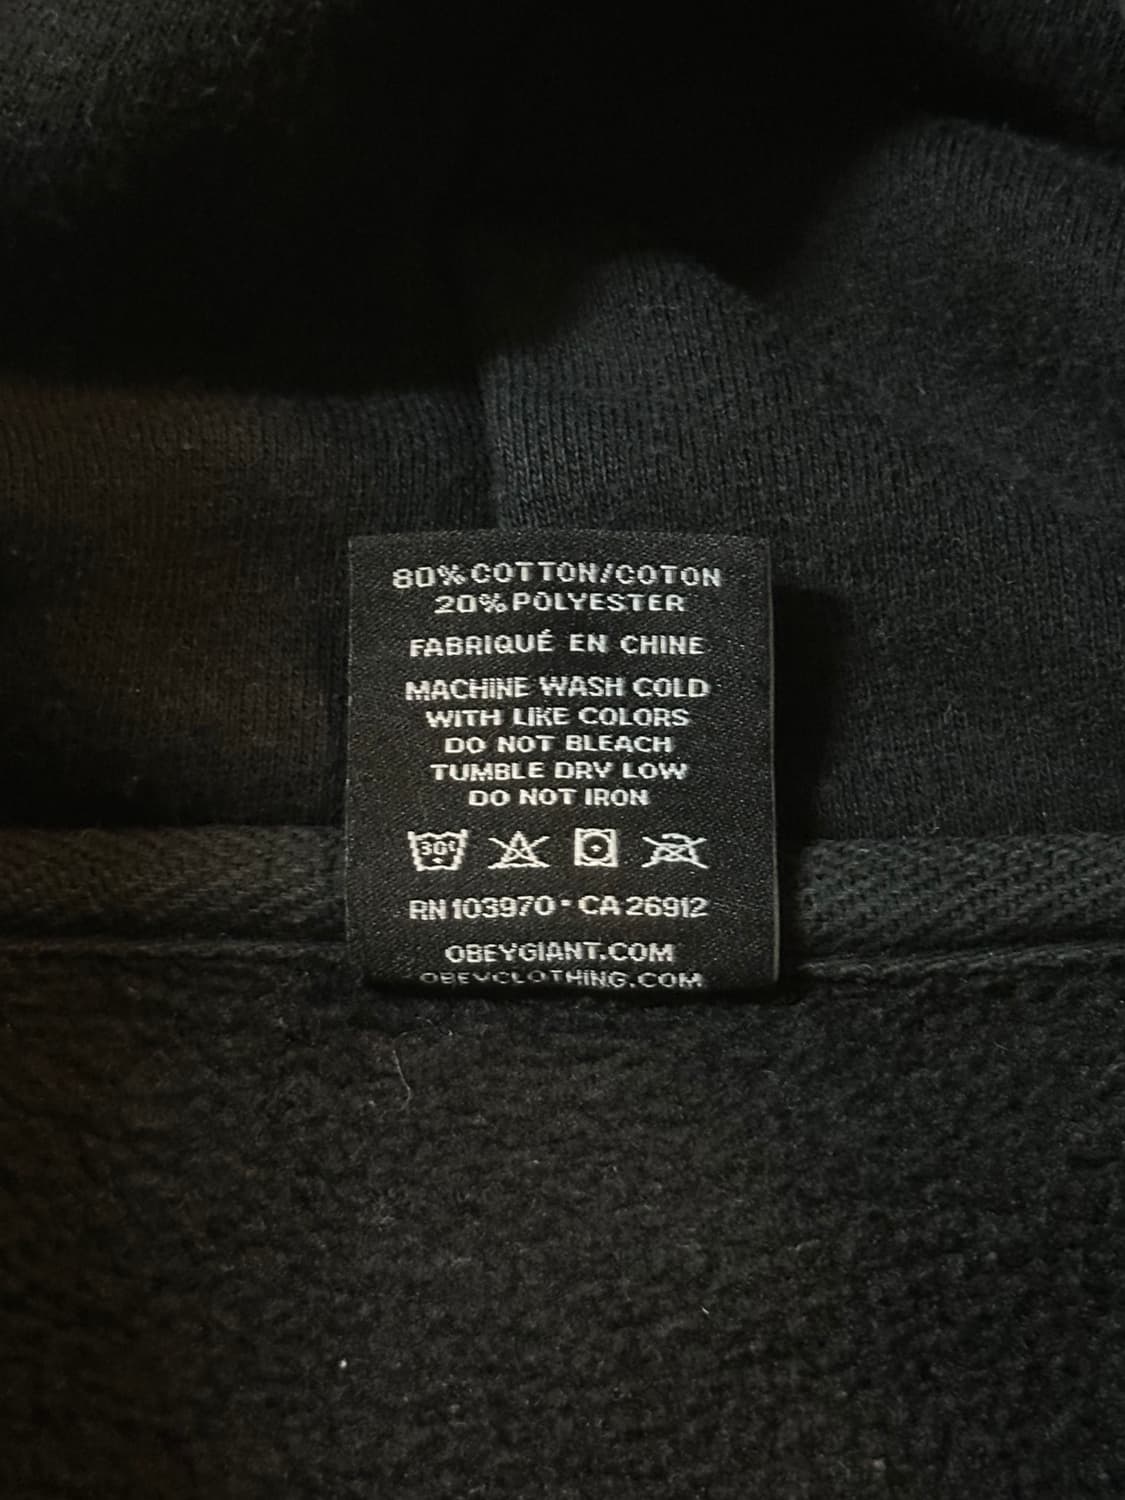 80% COTTON/COTON
20% POLYESTER
FABRIQUÉ EN CHINE
MACHINE WASH COLD
WITH LIKE COLORS
DO NOT BLEACH
TUMBLE DRY LOW
DO NOT IRON
30
RN 103970 · CA 26912
OBEYGIANT.COM
OBEYCLOTHING.COM